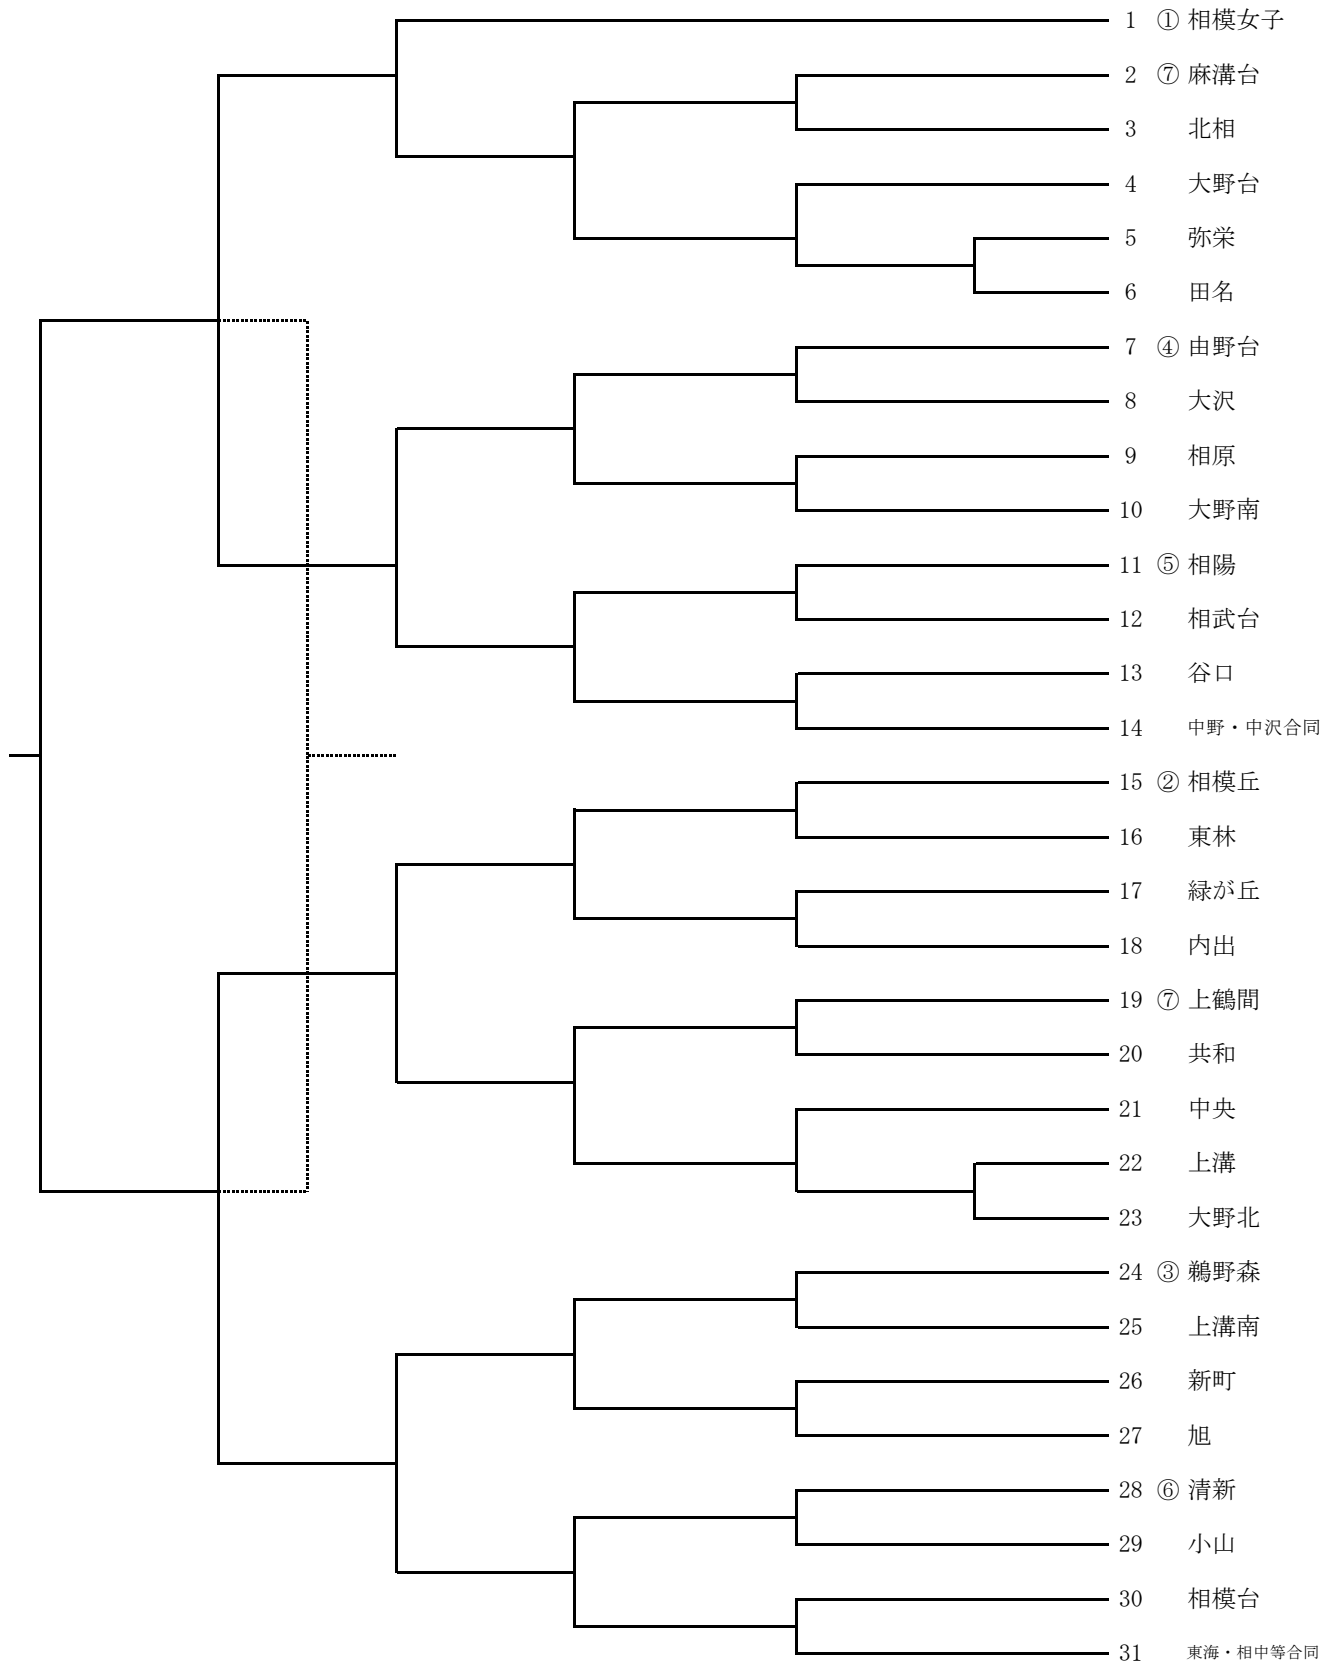 1 ① 相模女子
2 ⑦ 麻溝台
3 北相
4 大野台
5 弥栄
6 田名
7 ④ 由野台
8 大沢
9 相原
10 大野南
11 ⑤ 相陽
12 相武台
13 谷口
14 中野・中沢合同
15 ② 相模丘
16 東林
17 緑が丘
18 内出
19 ⑦ 上鶴間
20 共和
21 中央
22 上溝
23 大野北
24 ③ 鵜野森
25 上溝南
26 新町
27 旭
28 ⑥ 清新
29 小山
30 相模台
31 東海・相中等合同